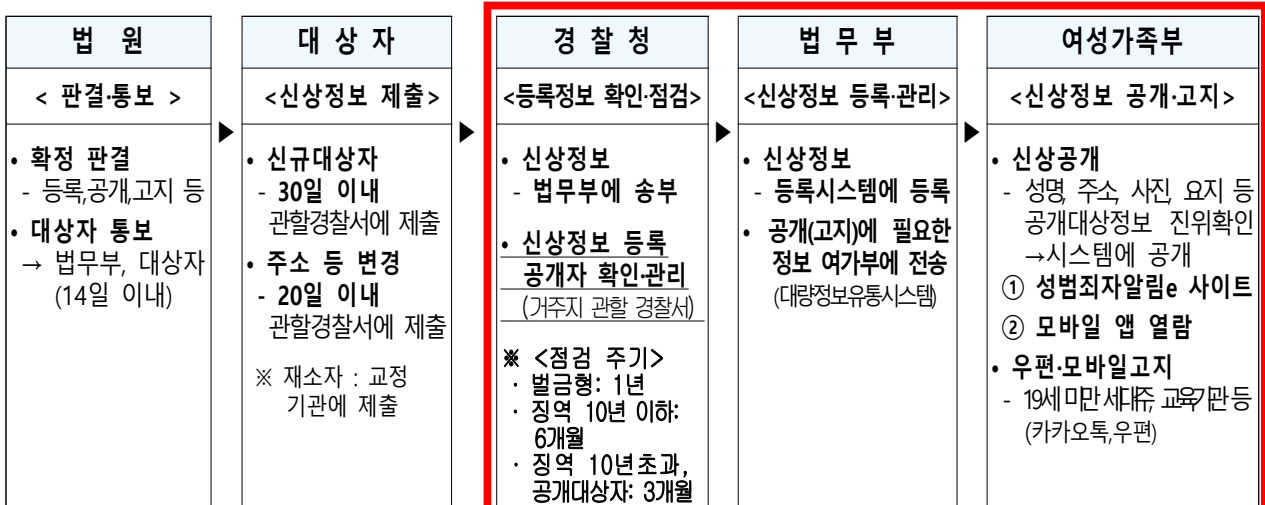 법 원
< 판결·통보 >
• 확정 판결
- 등록,공개,고지 등
• 대상자 통보
→ 법무부, 대상자
(14일 이내)
▶
대 상 자
<신상정보 제출>
• 신규대상자
- 30일 이내
관할경찰서에 제출
• 주소 등 변경
- 20일 이내
관할경찰서에 제출
※ 재소자 : 교정
기관에 제출
▶
경 찰 청
<등록정보 확인·점검>
• 신상정보
- 법무부에 송부
• 신상정보 등록
공개자 확인·관리
(거주지 관할 경찰서)
※ <점검 주기>
· 벌금형: 1년
· 징역 10년 이하:
6개월
· 징역 10년초과,
공개대상자: 3개월
▶
법 무 부
<신상정보 등록·관리>
• 신상정보
- 등록시스템에 등록
• 공개(고지)에 필요한
정보 여가부에 전송
(대량정보유통시스템)
▶
여성가족부
<신상정보 공개·고지>
• 신상공개
- 성명, 주소, 사진, 요지 등
공개대상정보 진위확인
→시스템에 공개
① 성범죄자알림e 사이트
② 모바일 앱 열람
• 우편·모바일고지
- 19세 미만 세대주, 교육기관 등
(카카오톡,우편)